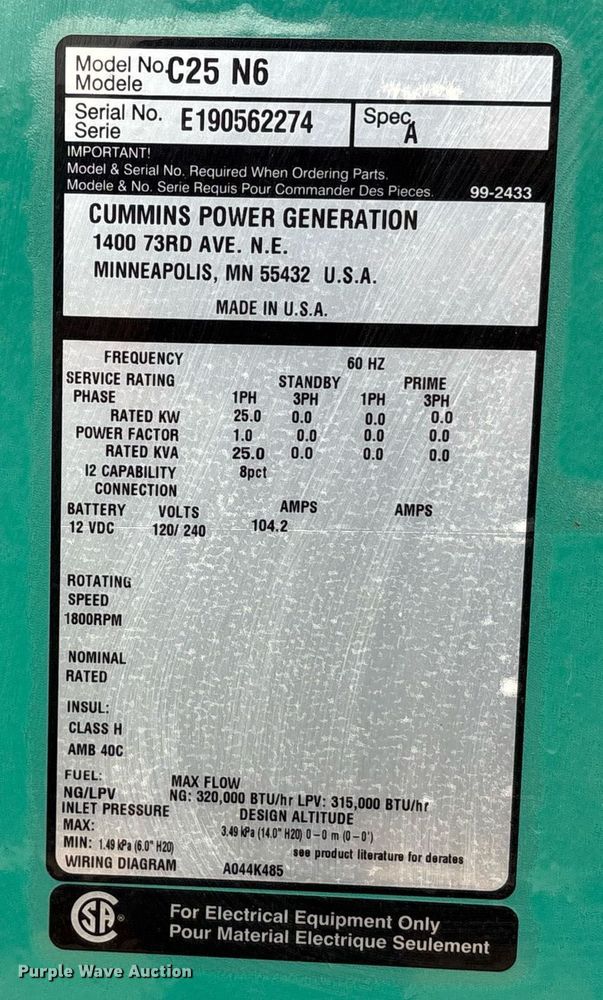 Model No. C25 N6
Modele
Serial No. E190562274
Serie
Spec.
A
IMPORTANT!
Model & Serial No. Required When Ordering Parts.
Modele & No. Serie Requis Pour Commander Des Pieces. 99-2433
CUMMINS POWER GENERATION
1400 73RD AVE. N.E.
MINNEAPOLIS, MN 55432 U.S.A.
MADE IN U.S.A.
FREQUENCY 60 HZ
SERVICE RATING STANDBY PRIME
PHASE 1PH 3PH 1PH 3PH
RATED KW 25.0 0.0 0.0 0.0
POWER FACTOR 1.0 0.0 0.0 0.0
RATED KVA 25.0 0.0 0.0 0.0
I2 CAPABILITY 8pct
CONNECTION
BATTERY VOLTS AMPS AMPS
12 VDC 120/ 240 104.2
ROTATING
SPEED
1800RPM
NOMINAL
RATED
INSUL:
CLASS H
AMB 40C
FUEL: MAX FLOW
NG/LPV NG: 320,000 BTU/hr LPV: 315,000 BTU/hr
INLET PRESSURE DESIGN ALTITUDE
MAX: 3.49 kPa (14.0" H20) 0-0 m (0-0')
MIN: 1.49 kPa (6.0" H20) see product literature for derates
WIRING DIAGRAM A044K485
SA ®
For Electrical Equipment Only
Pour Material Electrique Seulement
Purple Wave Auction